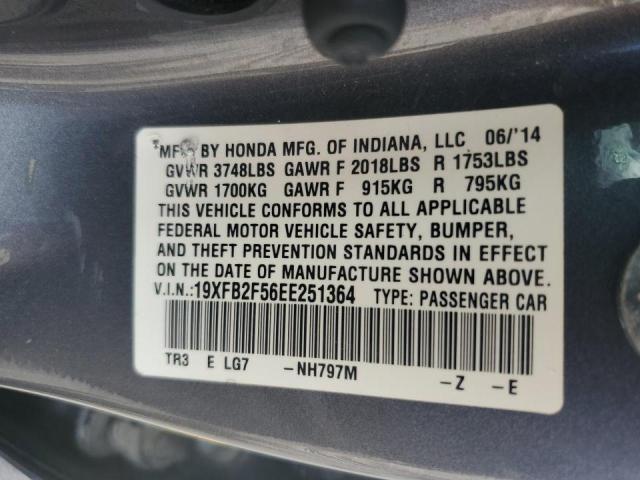 MFD BY HONDA MFG. OF INDIANA, LLC 06/'14
GVWR 3748LBS GAWR F 2018LBS R 1753LBS
GVWR 1700KG GAWR F 915KG R 795KG
THIS VEHICLE CONFORMS TO ALL APPLICABLE
FEDERAL MOTOR VEHICLE SAFETY, BUMPER,
AND THEFT PREVENTION STANDARDS IN EFFECT
ON THE DATE OF MANUFACTURE SHOWN ABOVE.
V.I.N.:19XFB2F56EE251364 TYPE: PASSENGER CAR
TR3 E LG7 -NH797M -Z -E